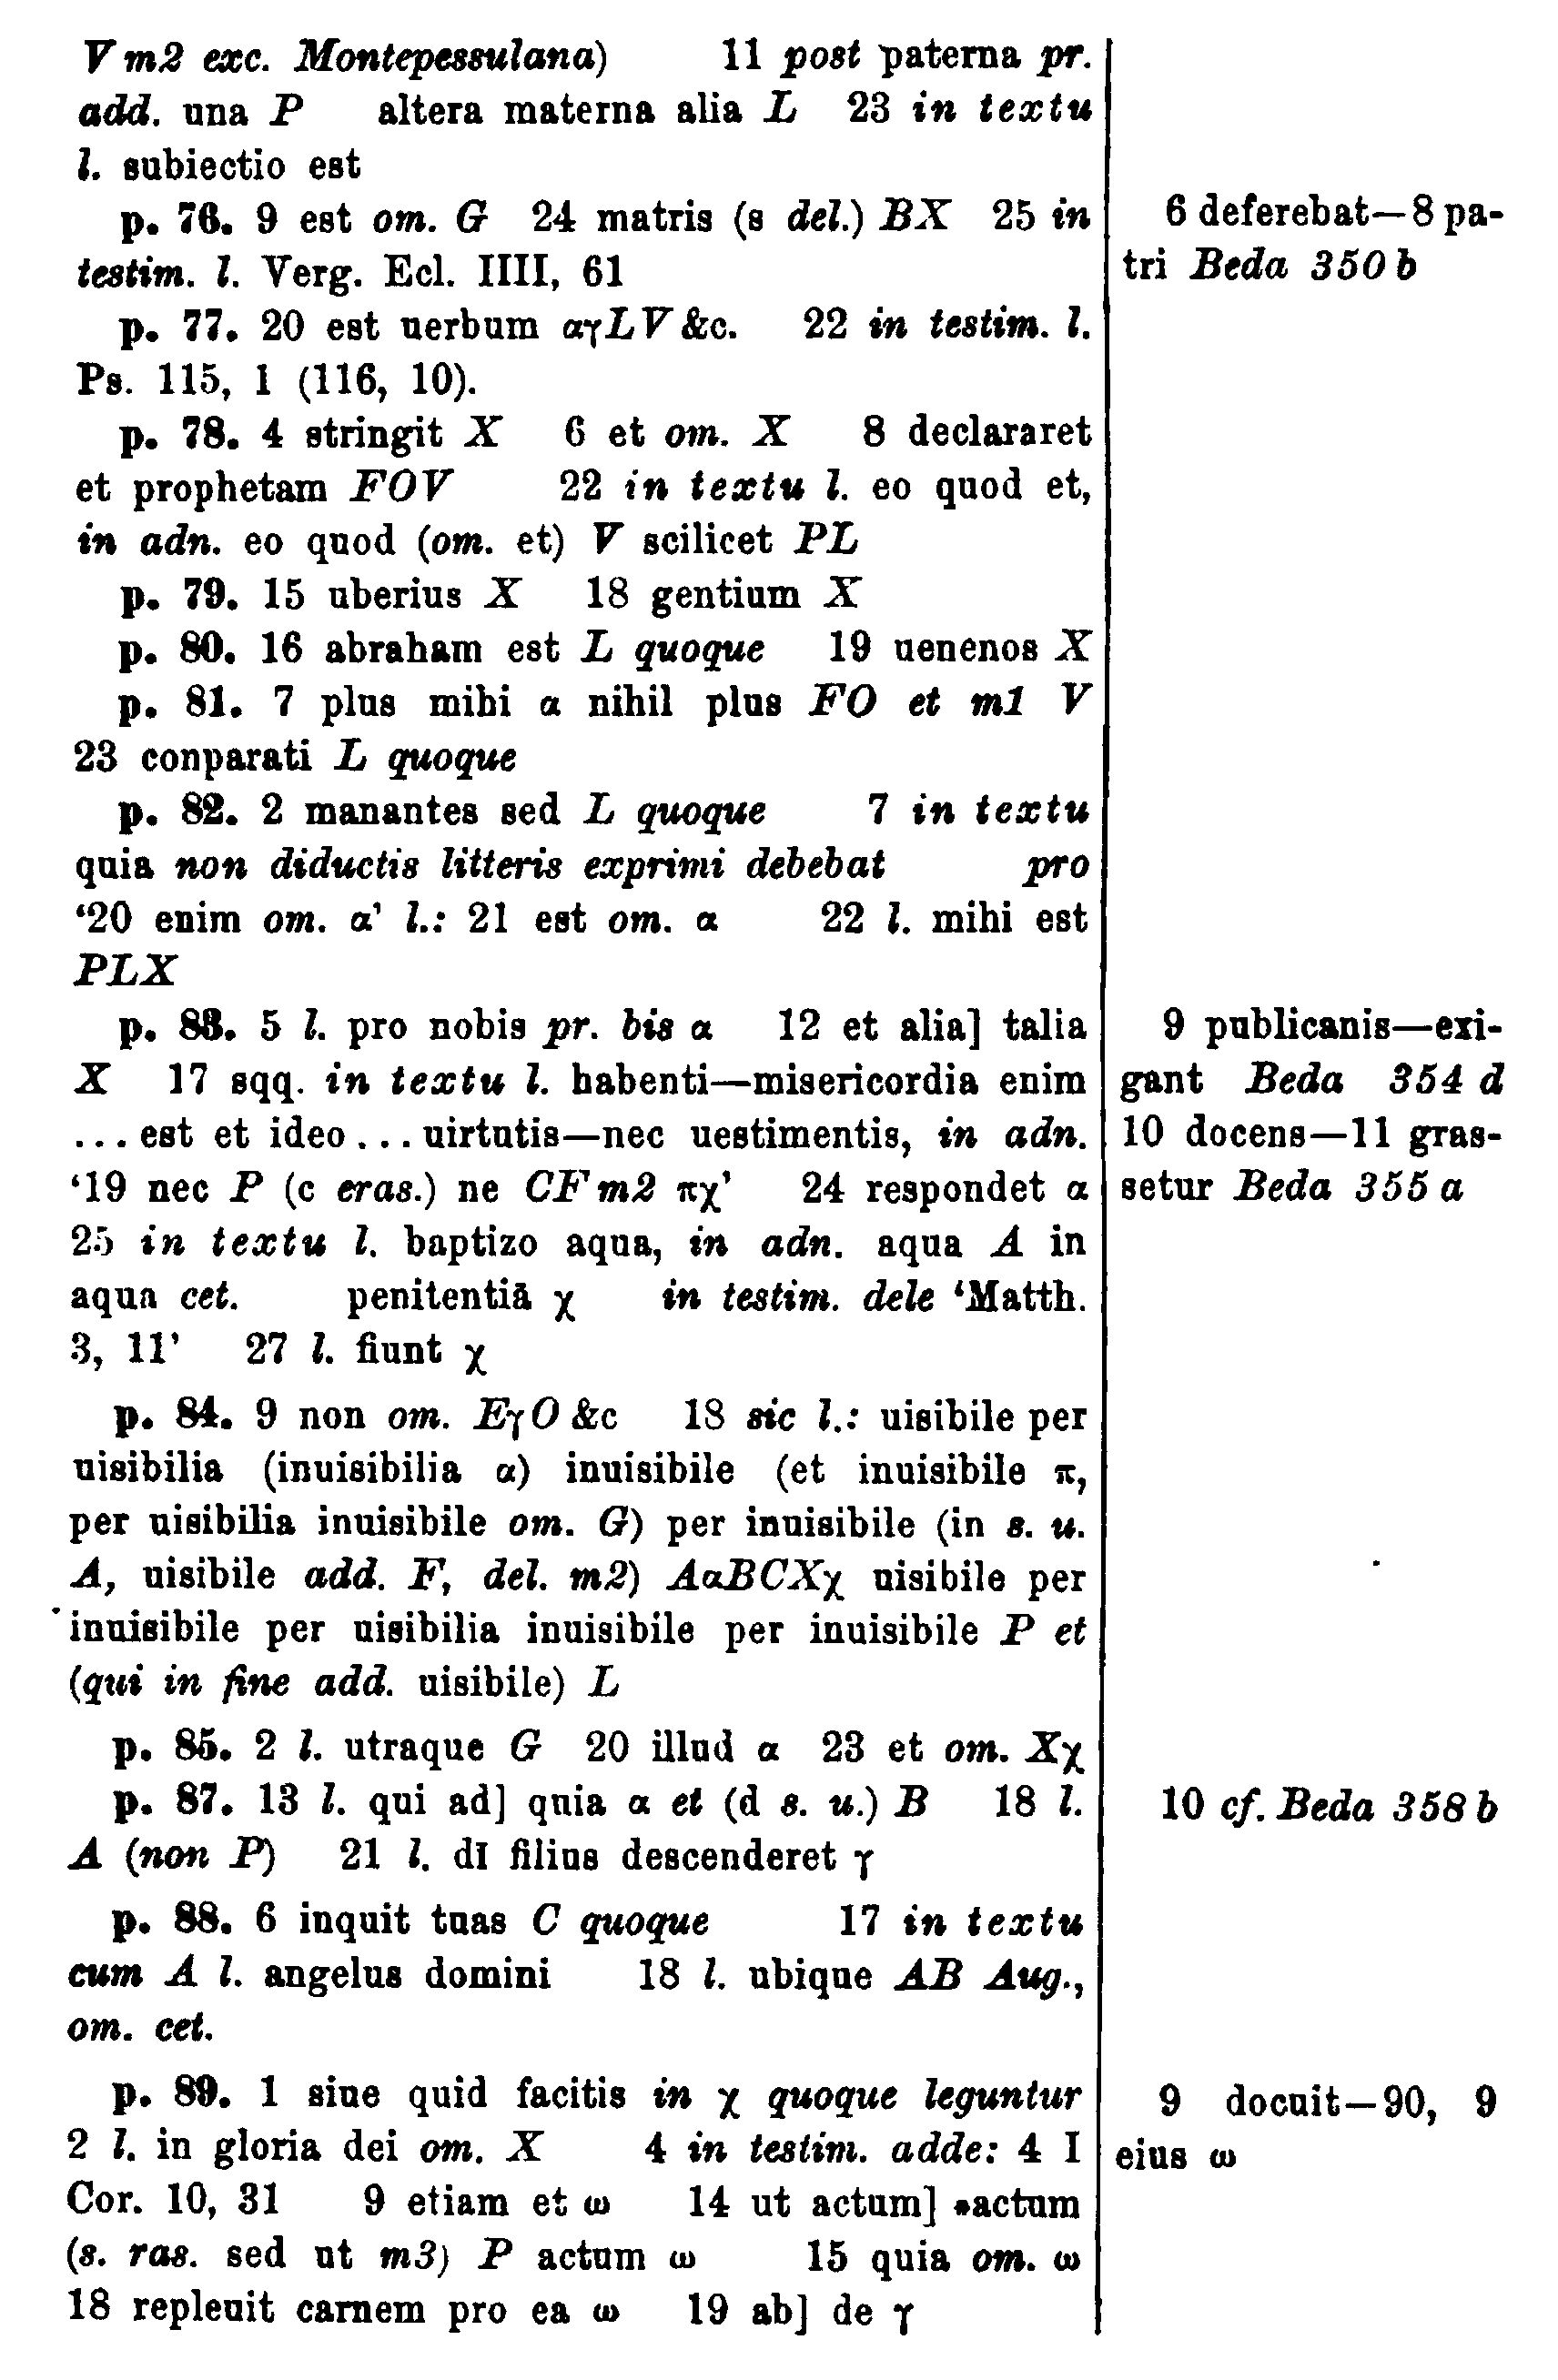 V m2 exc. Montepessulana) 11 post paterna pr.
add. una P altera materna alia L 23 in textu
l. subiectio est
p. 76. 9 est om. G 24 matris (s del.) BX 25 in
testim. l. Verg. Ecl. IIII, 61
p. 77. 20 est uerbum αγLV &c. 22 in testim. l.
Ps. 115, 1 (116, 10).
p. 78. 4 stringit X 6 et om. X 8 declararet
et prophetam FOV 22 in textu l. eo quod et,
in adn. eo quod (om. et) V scilicet PL
p. 79. 15 uberius X 18 gentium X
p. 80. 16 abraham est L quoque 19 uenenos X
p. 81. 7 plus mihi α nihil plus FO et m1 V
23 conparati L quoque
p. 82. 2 manantes sed L quoque 7 in textu
quia non diductis litteris exprimi debebat pro
‘20 enim om. α’ l.: 21 est om. α 22 l. mihi est
PLX
p. 83. 5 l. pro nobis pr. bis α 12 et alia] talia
X 17 sqq. in textu l. habenti—misericordia enim
... est et ideo ... uirtutis—nec uestimentis, in adn.
‘19 nec P (c eras.) ne CF m2 πχ’ 24 respondet α
25 in textu l. baptizo aqua, in adn. aqua A in
aqua cet. penitentiā χ in testim. dele ‘Matth.
3, 11’ 27 l. fiunt χ
p. 84. 9 non om. EγO &c 18 sic l.: uisibile per
uisibilia (inuisibilia α) inuisibile (et inuisibile π,
per uisibilia inuisibile om. G) per inuisibile (in s. u.
A, uisibile add. F, del. m2) AαBCXχ uisibile per
inuisibile per uisibilia inuisibile per inuisibile P et
(qui in fine add. uisibile) L
p. 85. 2 l. utraque G 20 illud α 23 et om. Xχ
p. 87. 13 l. qui ad] quia α et (d s. u.) B 18 l.
A (non P) 21 l. dī filius descenderet γ
p. 88. 6 inquit tuas C quoque 17 in textu
cum A l. angelus domini 18 l. ubique AB Aug.,
om. cet.
p. 89. 1 siue quid facitis in χ quoque leguntur
2 l. in gloria dei om. X 4 in testim. adde: 4 I
Cor. 10, 31 9 etiam et ω 14 ut actum] *actum
(s. ras. sed ut m3) P actum ω 15 quia om. ω
18 repleuit carnem pro ea ω 19 ab] de γ
6 deferebat—8 pa-
tri Beda 350 b
9 publicanis—exi-
gant Beda 354 d
10 docens—11 gras-
setur Beda 355 a
10 cf. Beda 358 b
9 docuit—90, 9
eius ω